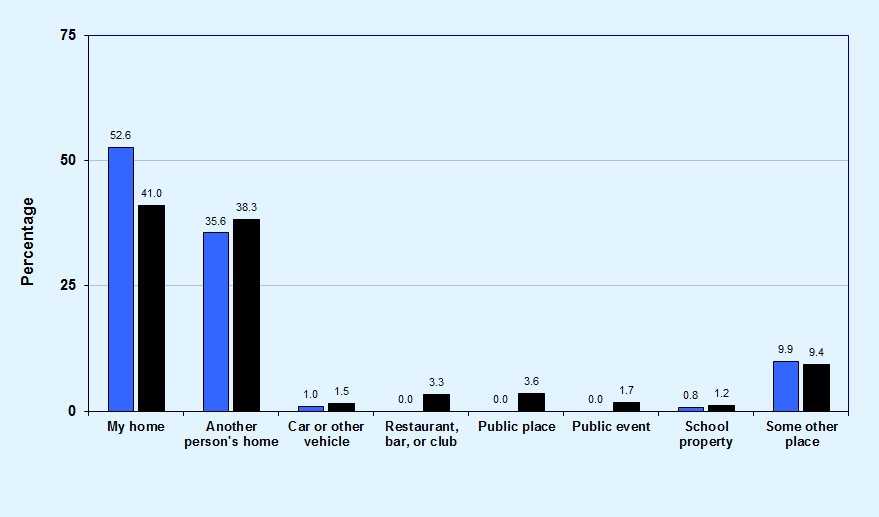 75
50
25
0
Percentage
52.6
41.0
35.6
38.3
1.0
1.5
0.0
3.3
0.0
3.6
0.0
1.7
0.8
1.2
9.9
9.4
My home
Another
person's home
Car or other
vehicle
Restaurant,
bar, or club
Public place
Public event
School
property
Some other
place